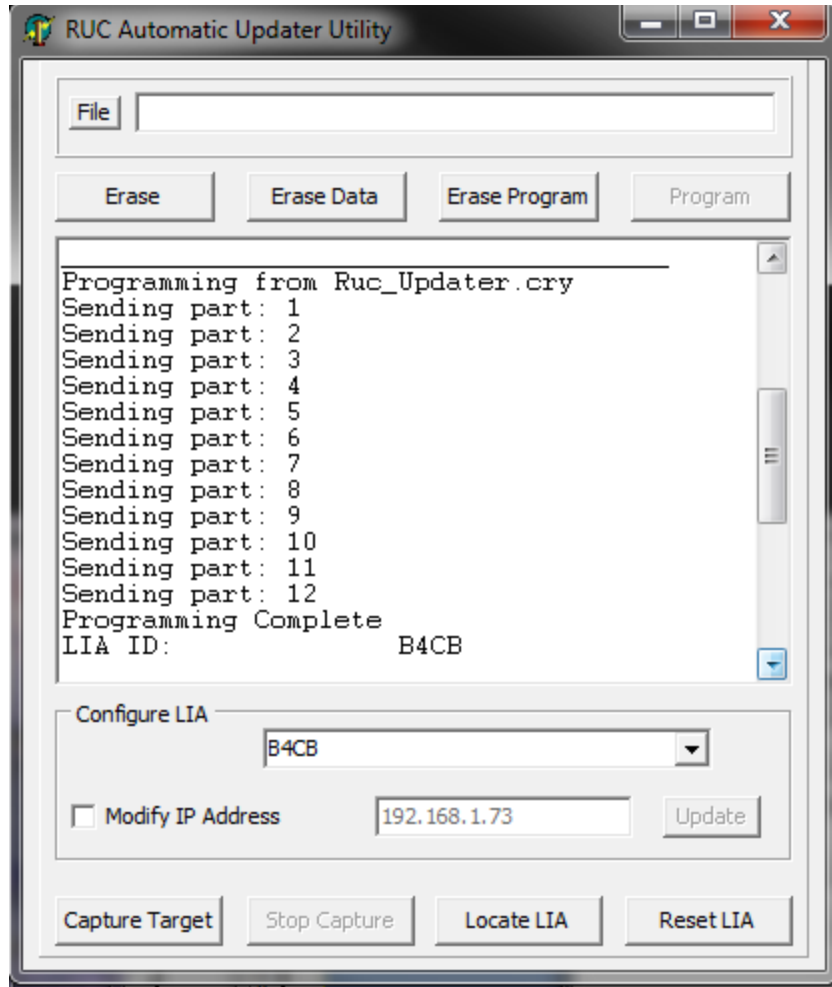 RUC Automatic Updater Utility
File
Erase Erase Data Erase Program Program
Programming from Ruc_Updater.cry
Sending part: 1
Sending part: 2
Sending part: 3
Sending part: 4
Sending part: 5
Sending part: 6
Sending part: 7
Sending part: 8
Sending part: 9
Sending part: 10
Sending part: 11
Sending part: 12
Programming Complete
LIA ID: B4CB
Configure LIA
B4CB
Modify IP Address 192.168.1.73 Update
Capture Target Stop Capture Locate LIA Reset LIA